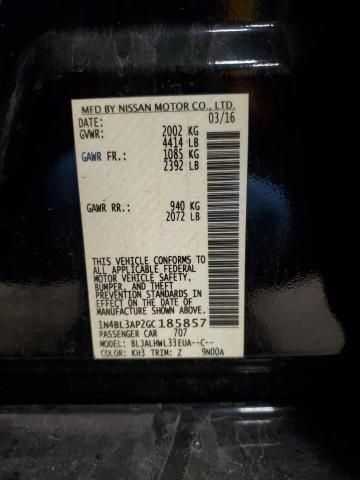 MFD BY NISSAN MOTOR CO., LTD.
DATE: 03/16
GVWR: 2002 KG
4414 LB
GAWR FR.: 1085 KG
2392 LB
GAWR RR.: 940 KG
2072 LB
THIS VEHICLE CONFORMS TO
ALL APPLICABLE FEDERAL
MOTOR VEHICLE SAFETY,
BUMPER, AND THEFT
PREVENTION STANDARDS
IN EFFECT ON THE DATE OF
MANUFACTURE SHOWN ABOVE.
1N4BL3AP2GC185857
PASSENGER CAR 707
MODEL: BLJALHWL33EUA--C--
COLOR: KH3 TRIM: Z 9N00A